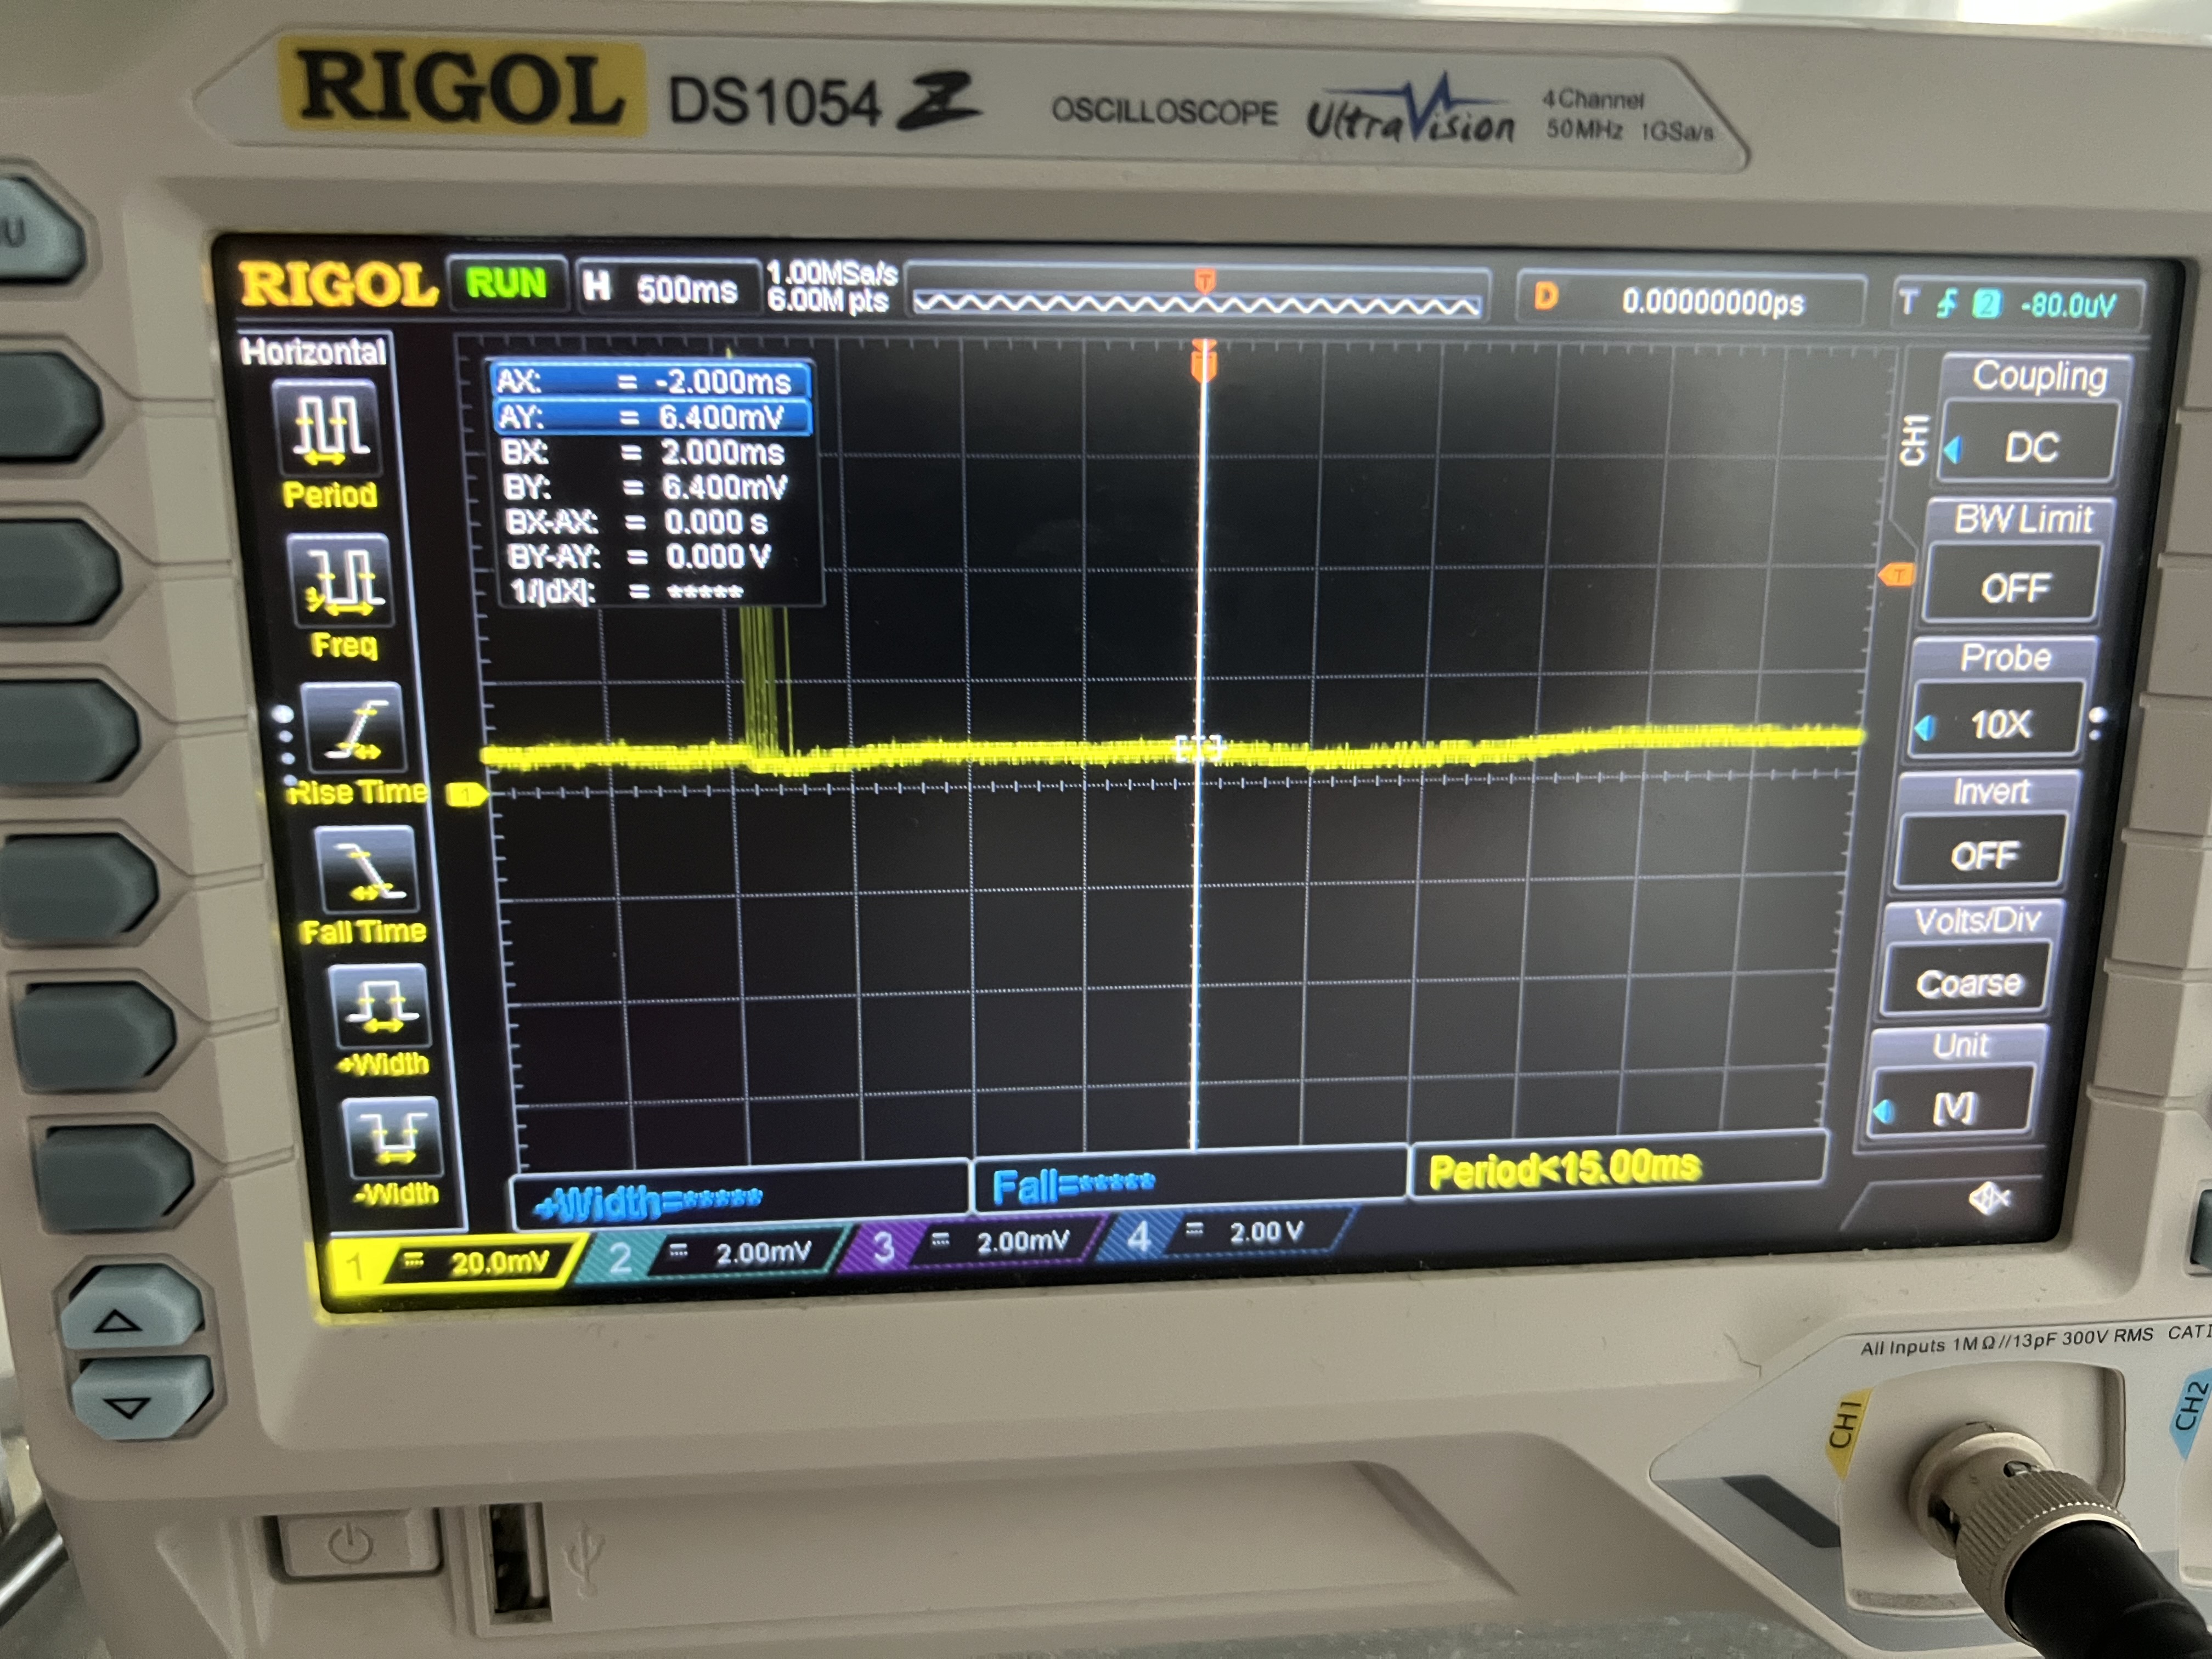 RIGOL DS1054 Z OSCILLOSCOPE UltraVision 4 Channel
50MHz 1GSa/s
U
RIGOL RUN H 500ms 1.00MSa/s
6.00M pts
T
D 0.00000000ps T 2 -80.0uV
Horizontal
Period
Freq
Rise Time
Fall Time
+Width
-Width
AX: = -2.000ms
AY: = 6.400mV
BX: = 2.000ms
BY: = 6.400mV
BX-AX: = 0.000 s
BY-AY: = 0.000 V
1/|dX|: = *****
T
T
1
CH1
Coupling
DC
BW Limit
OFF
Probe
10X
Invert
OFF
Volts/Div
Coarse
Unit
[V]
+Width=***** Fall=***** Period<15.00ms
1 = 20.0mV 2 = 2.00mV 3 = 2.00mV 4 = 2.00 V
All Inputs 1MΩ//13pF 300V RMS CAT I
CH1
CH2